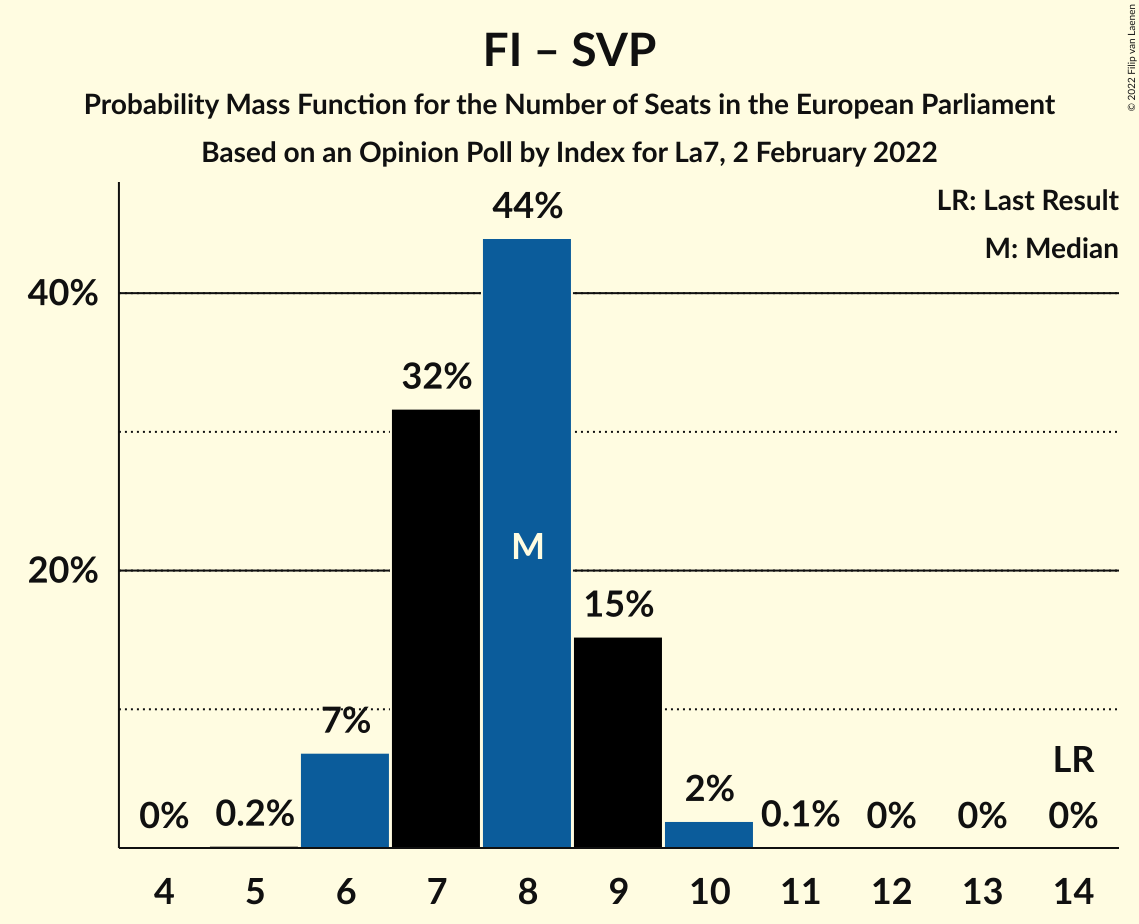 FI – SVP
Probability Mass Function for the Number of Seats in the European Parliament
Based on an Opinion Poll by Index for La7, 2 February 2022
© 2022 Filip van Laenen
LR: Last Result
M: Median
44%
40%
32%
M
20%
15%
7%
LR
2%
0% 0.2% 0.1% 0% 0% 0%
4 5 6 7 8 9 10 11 12 13 14